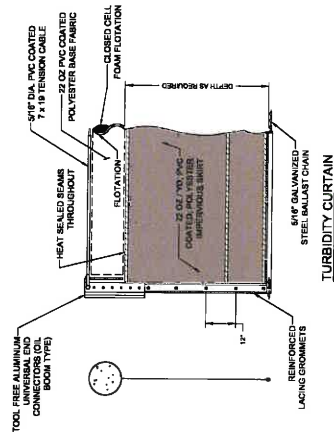 5/16" DIA. PVC COATED
7 x 19 TENSION CABLE
22 OZ PVC COATED
POLYESTER BASE FABRIC
CLOSED CELL
FOAM FLOTATION
FLOTATION
HEAT SEALED SEAMS
THROUGHOUT
TOOL FREE ALUMINUM
UNIVERSAL END
CONNECTORS (OIL
BOOM TYPE)
DEPTH AS REQUIRED
22 OZ./YD. PVC
COATED POLYESTER
IMPERVIOUS SKIRT
12"
REINFORCED
LACING GROMMETS
5/16" GALVANIZED
STEEL BALLAST CHAIN
TURBIDITY CURTAIN